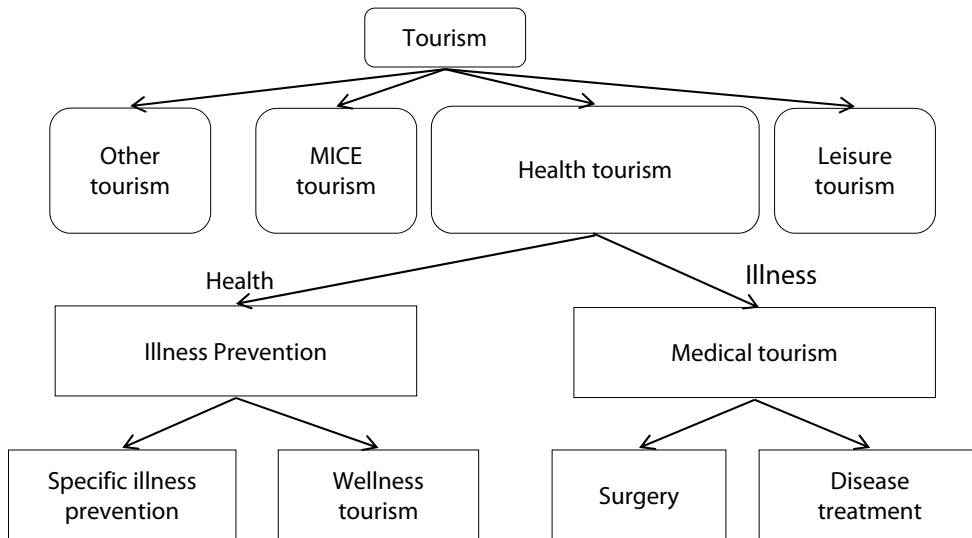 Tourism
Other
tourism
MICE
tourism
Health tourism
Leisure
tourism
Health
Illness
Illness Prevention
Medical tourism
Specific illness
prevention
Wellness
tourism
Surgery
Disease
treatment